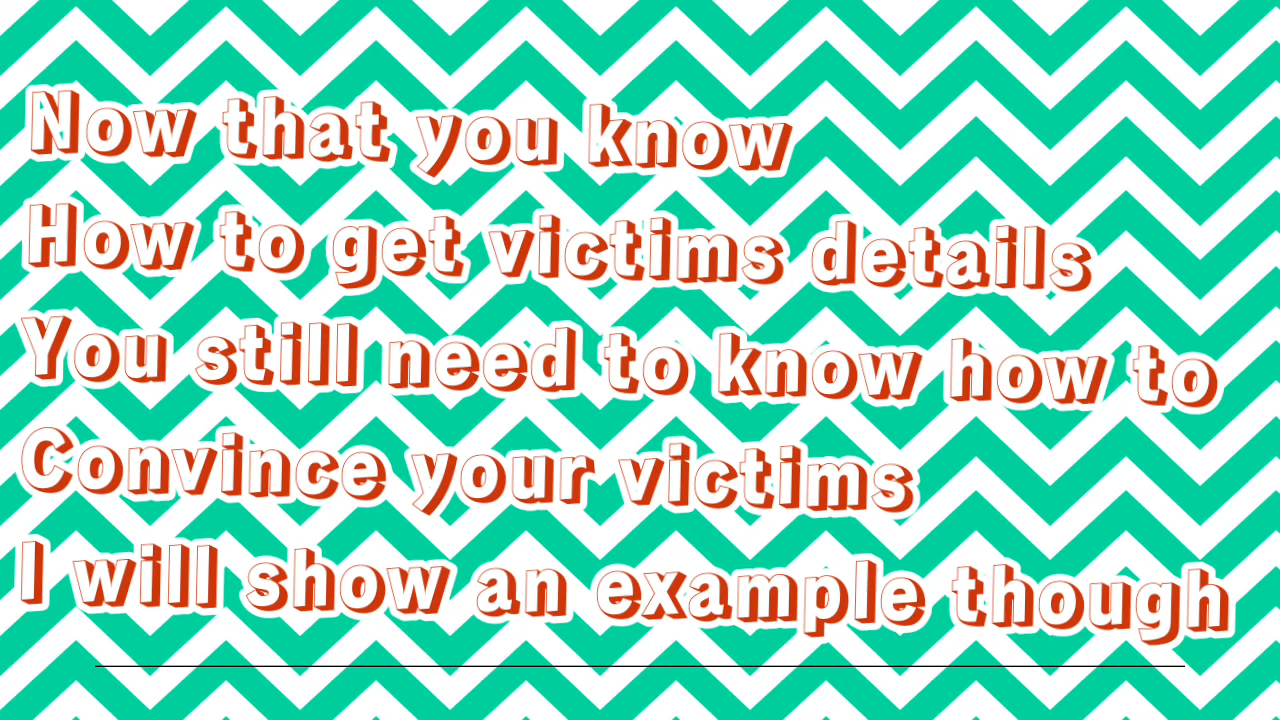 Now that you know
How to get victims details
You still need to know how to
Convince your victims
I will show an example though